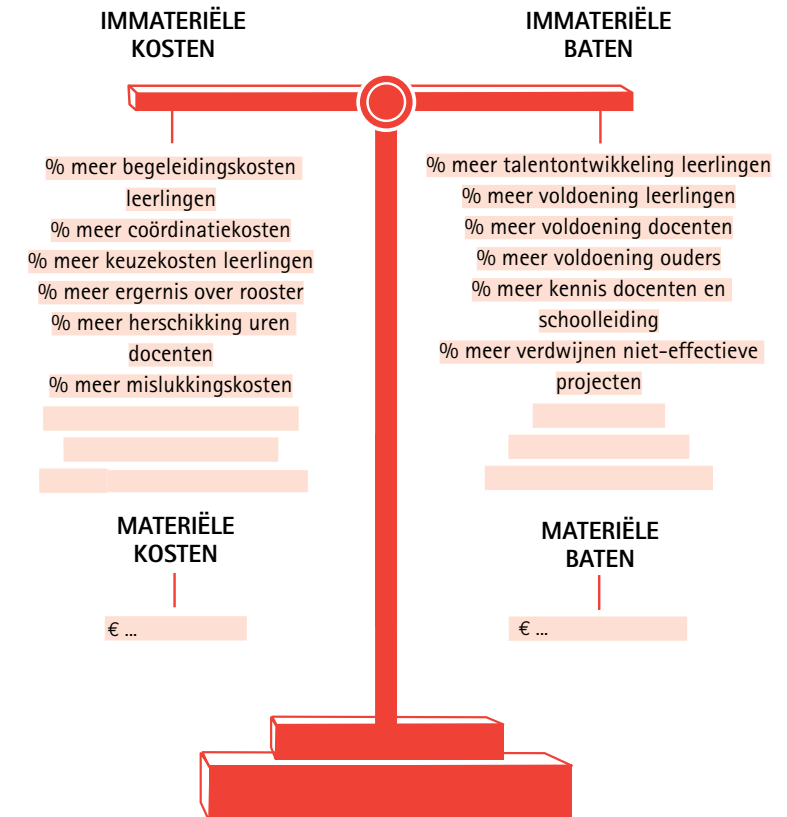 IMMATERIËLE
KOSTEN
% meer begeleidingskosten
leerlingen
% meer coördinatiekosten
% meer keuzekosten leerlingen
% meer ergernis over rooster
% meer herschikking uren
docenten
% meer mislukkingskosten
MATERIËLE
KOSTEN
€ ...
IMMATERIËLE
BATEN
% meer talentontwikkeling leerlingen
% meer voldoening leerlingen
% meer voldoening docenten
% meer voldoening ouders
% meer kennis docenten en
schoolleiding
% meer verdwijnen niet-effectieve
projecten
MATERIËLE
BATEN
€ ...